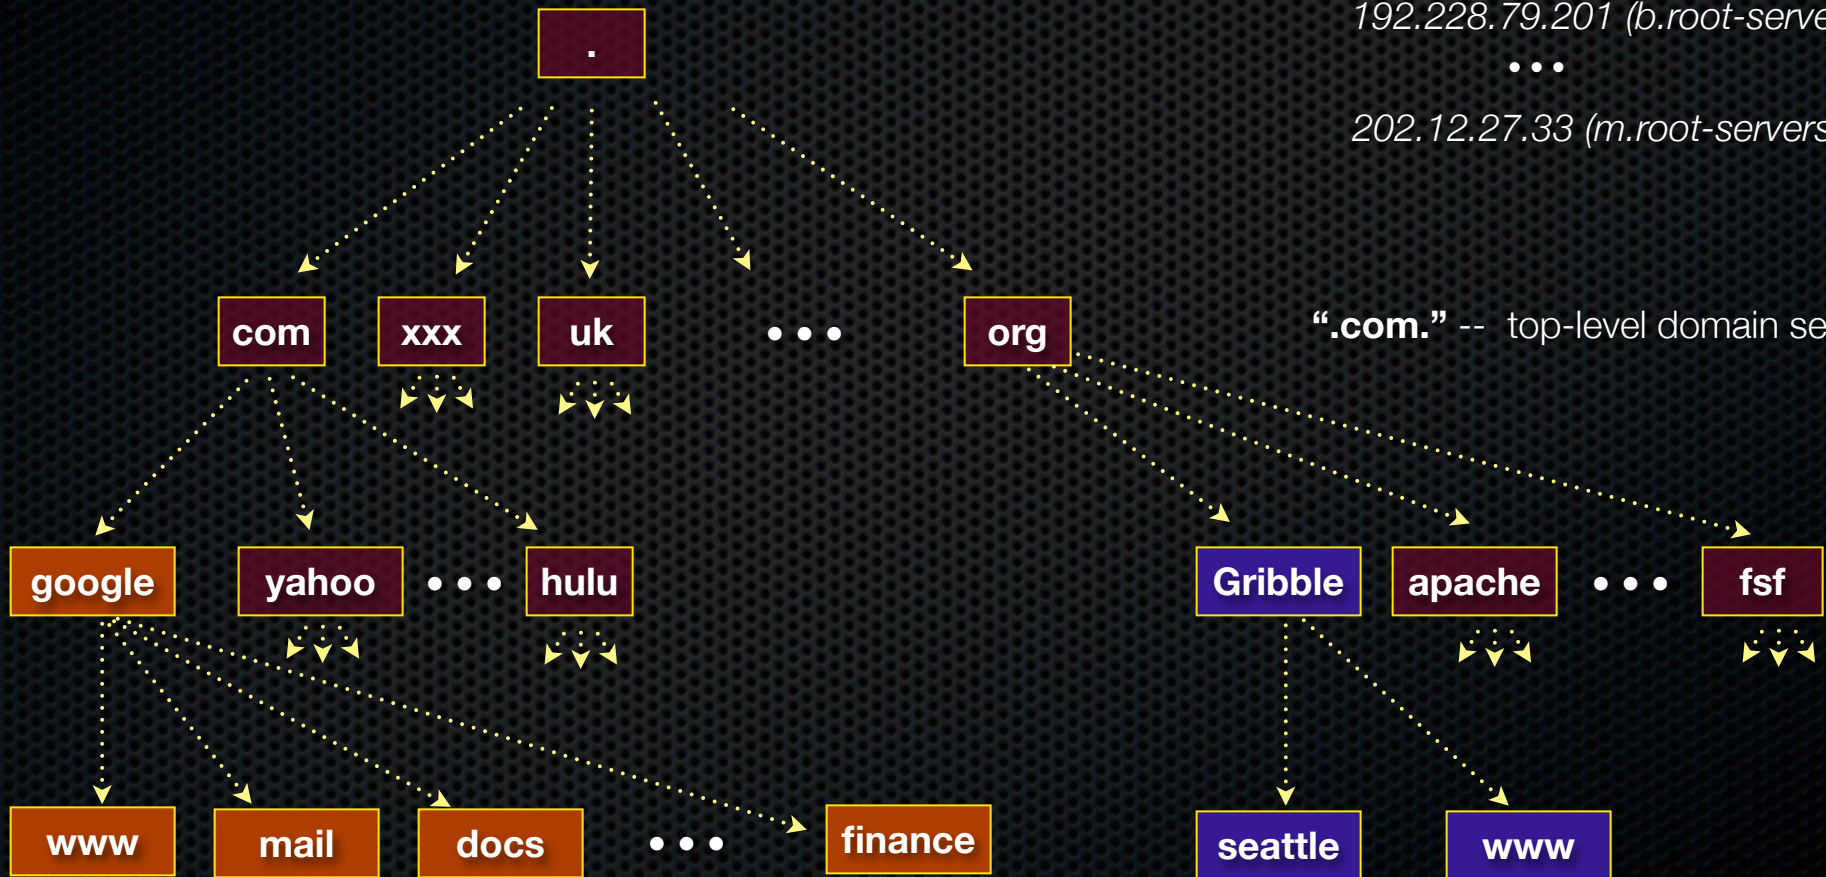 192.228.79.201 (b.root-serve
.
•••
202.12.27.33 (m.root-servers
com xxx uk ••• org
“.com.” -- top-level domain se
google yahoo ••• hulu Gribble apache ••• fsf
www mail docs ••• finance seattle www